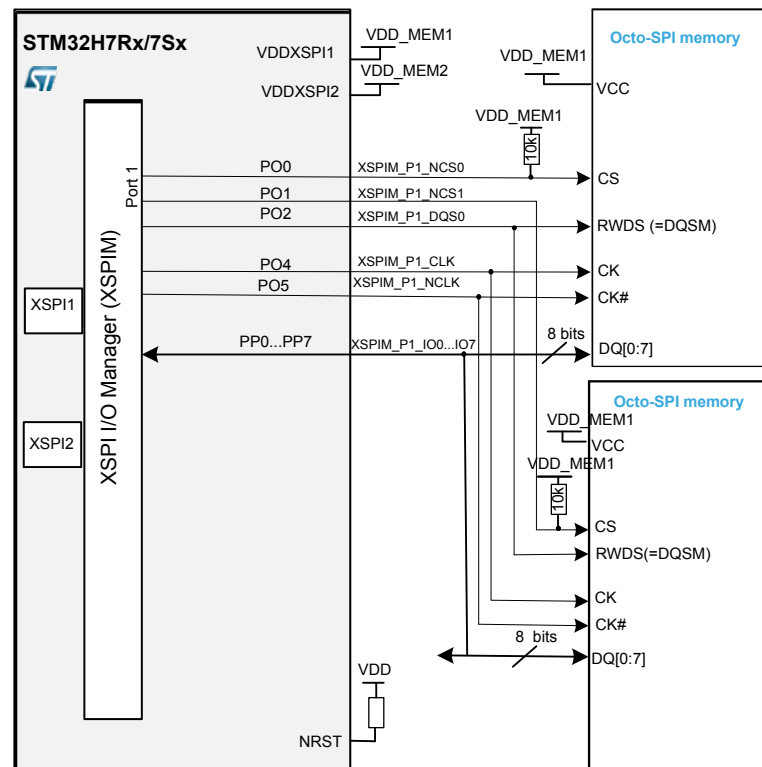 STM32H7Rx/7Sx
ST
VDDXSPI1
VDD_MEM1
VDDXSPI2
VDD_MEM2
XSPI I/O Manager (XSPIM)
Port 1
XSPI1
XSPI2
PO0
XSPIM_P1_NCS0
PO1
XSPIM_P1_NCS1
PO2
XSPIM_P1_DQS0
PO4
XSPIM_P1_CLK
PO5
XSPIM_P1_NCLK
PP0...PP7
XSPIM_P1_IO0...IO7
8 bits
VDD
NRST
Octo-SPI memory
VDD_MEM1
VCC
VDD_MEM1
10k
CS
RWDS (=DQSM)
CK
CK#
DQ[0:7]
Octo-SPI memory
VDD_MEM1
VCC
VDD_MEM1
10k
CS
RWDS(=DQSM)
CK
CK#
8 bits
DQ[0:7]